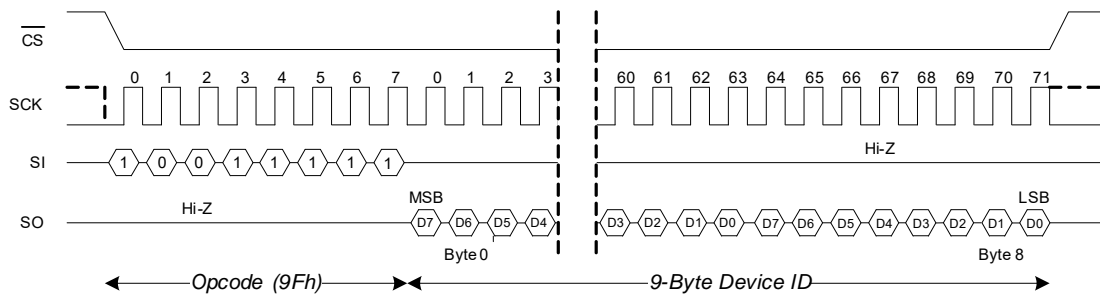 CS
0 1 2 3 4 5 6 7 0 1 2 3 60 61 62 63 64 65 66 67 68 69 70 71
SCK
Hi-Z
SI 1 0 0 1 1 1 1 1
Hi-Z MSB LSB
SO D7 D6 D5 D4 D3 D2 D1 D0 D7 D6 D5 D4 D3 D2 D1 D0
Byte 0 Byte 8
Opcode (9Fh) 9-Byte Device ID